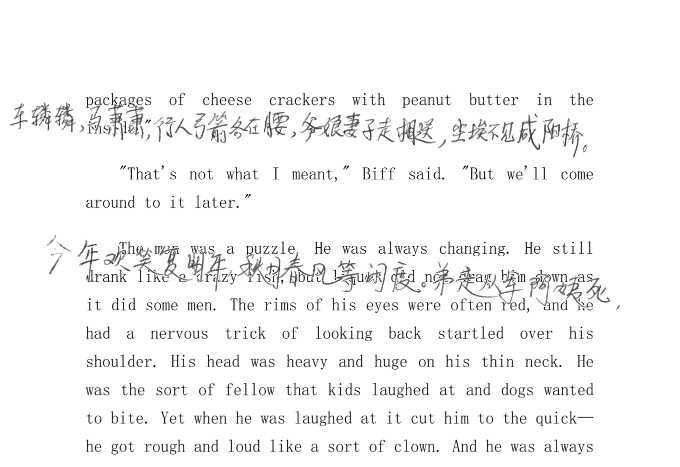 packages of cheese crackers with peanut butter in the
车辚辚，马萧萧，行人弓箭各在腰，爷娘妻子走相送，尘埃不见咸阳桥。
"That's not what I meant," Biff said. "But we'll come
around to it later."
The man was a puzzle. He was always changing. He still
今年欢笑复明年，秋月春风等闲度。弟走从军阿姨死，
drank like a crazy fish, but liquor did not drag him down as
it did some men. The rims of his eyes were often red, and he
had a nervous trick of looking back startled over his
shoulder. His head was heavy and huge on his thin neck. He
was the sort of fellow that kids laughed at and dogs wanted
to bite. Yet when he was laughed at it cut him to the quick—
he got rough and loud like a sort of clown. And he was always